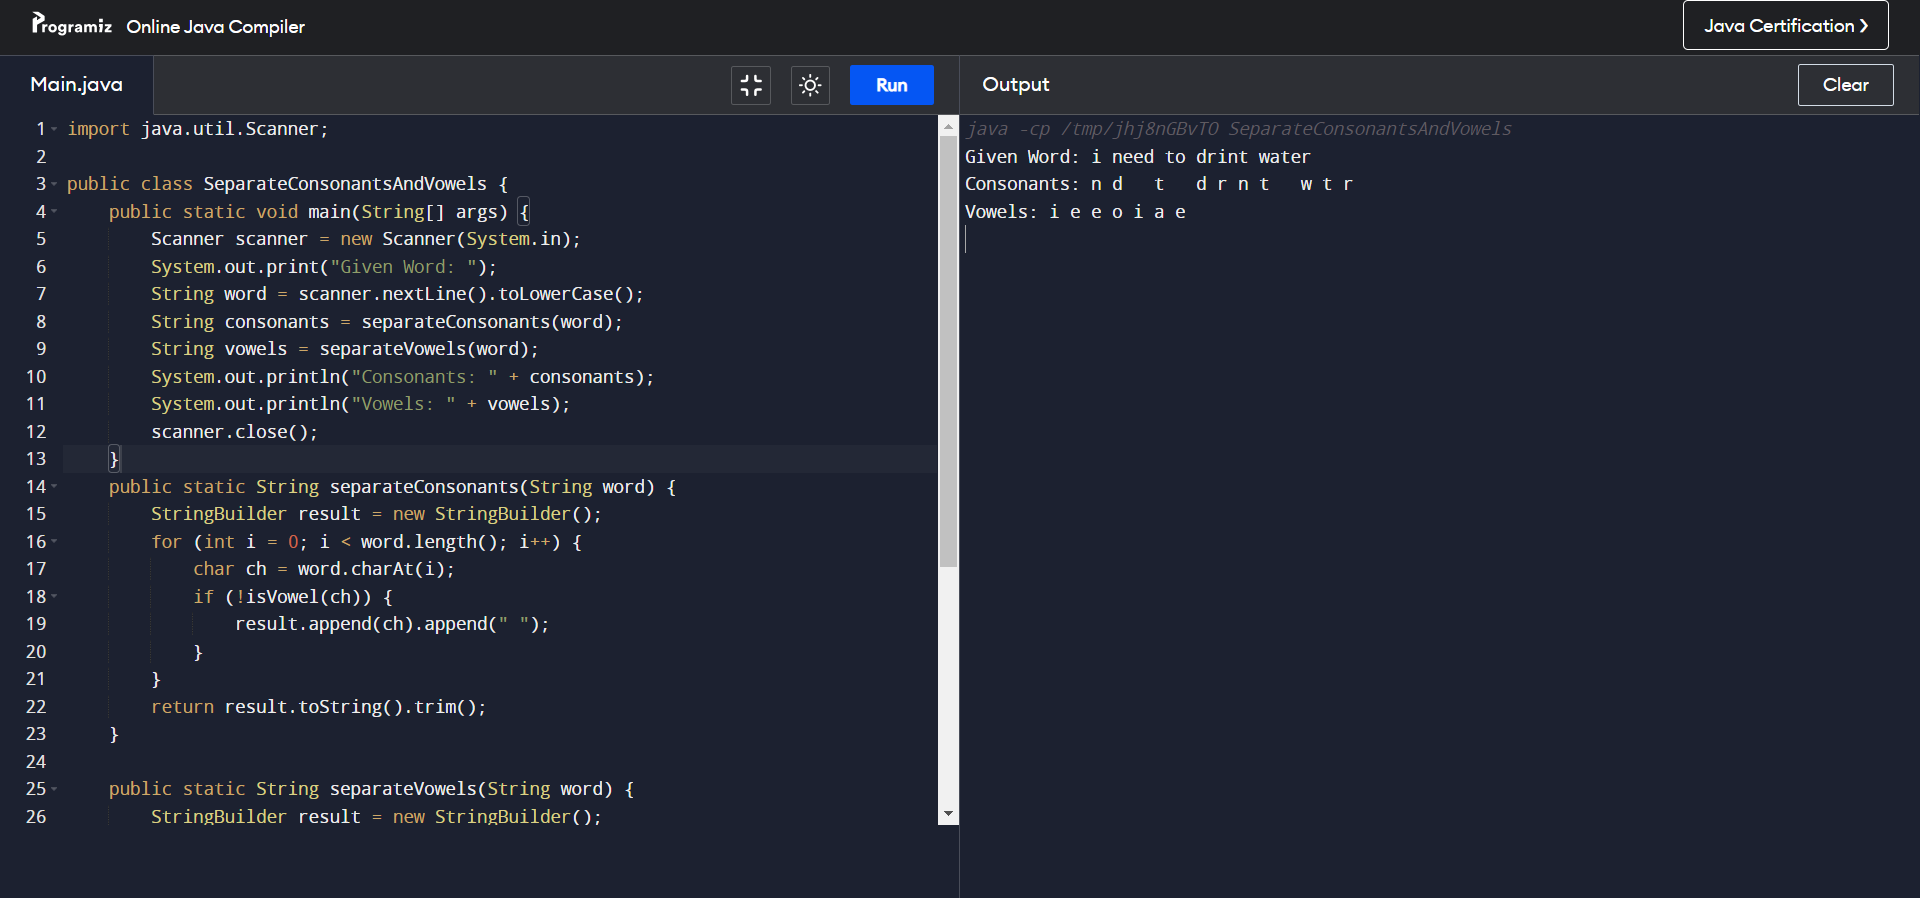 Programiz Online Java Compiler
Java Certification ❯
Main.java
Run
Output
Clear
1 import java.util.Scanner;
2
3 public class SeparateConsonantsAndVowels {
4     public static void main(String[] args) {
5         Scanner scanner = new Scanner(System.in);
6         System.out.print("Given Word: ");
7         String word = scanner.nextLine().toLowerCase();
8         String consonants = separateConsonants(word);
9         String vowels = separateVowels(word);
10         System.out.println("Consonants: " + consonants);
11         System.out.println("Vowels: " + vowels);
12         scanner.close();
13     }
14     public static String separateConsonants(String word) {
15         StringBuilder result = new StringBuilder();
16         for (int i = 0; i < word.length(); i++) {
17             char ch = word.charAt(i);
18             if (!isVowel(ch)) {
19                 result.append(ch).append(" ");
20             }
21         }
22         return result.toString().trim();
23     }
24
25     public static String separateVowels(String word) {
26         StringBuilder result = new StringBuilder();
java -cp /tmp/jhj8nGBvTO SeparateConsonantsAndVowels
Given Word: i need to drint water
Consonants: n d   t   d r n t   w t r
Vowels: i e e o i a e